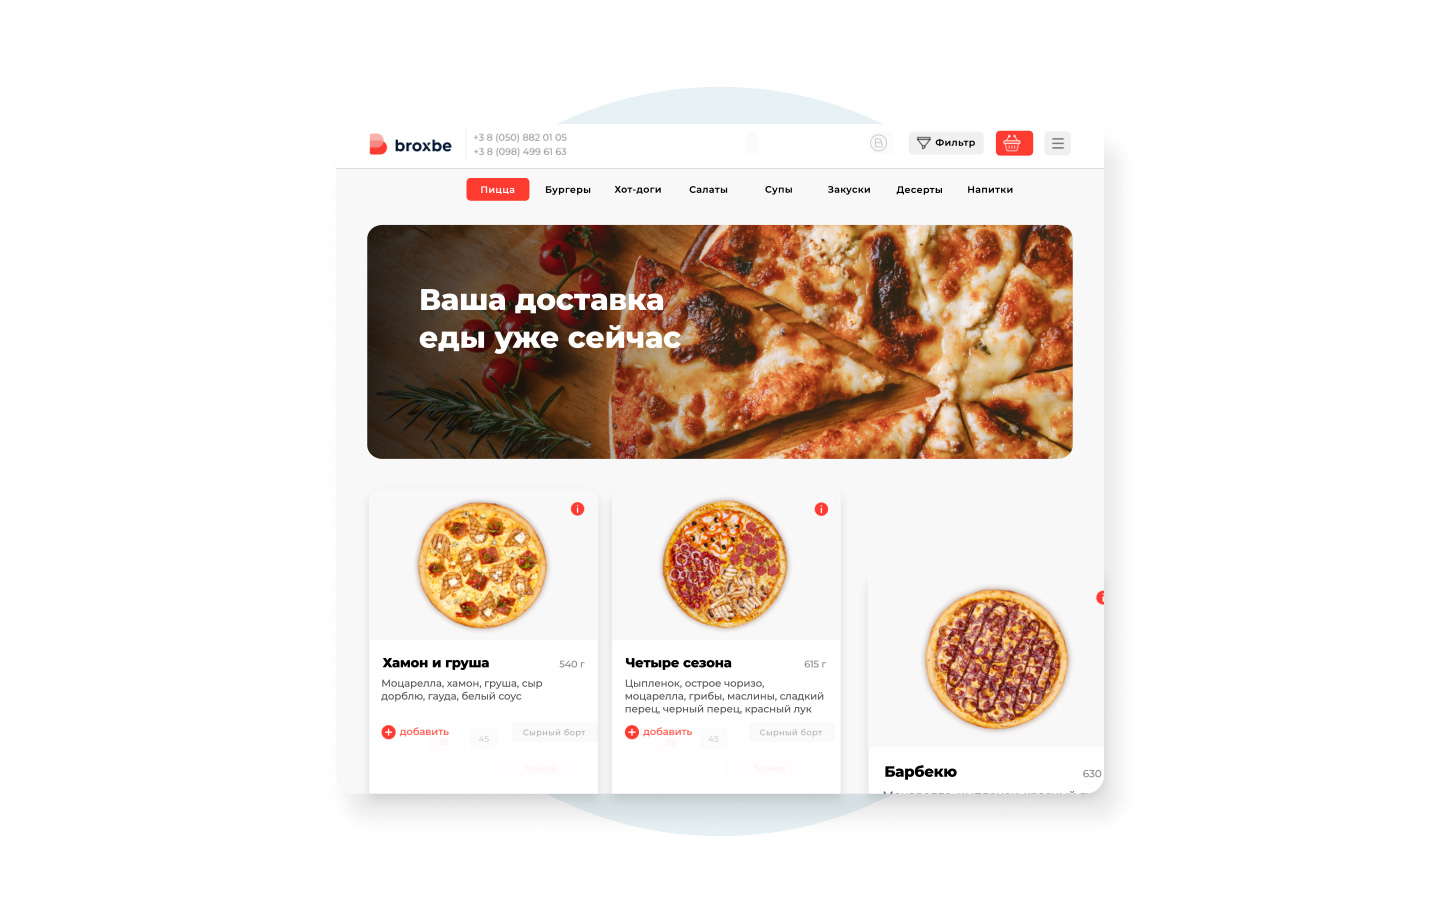 broxbe
+3 8 (050) 882 01 05
+3 8 (098) 499 61 63
Фильтр
Пицца Бургеры Хот-доги Салаты Супы Закуски Десерты Напитки
Ваша доставка
еды уже сейчас
Хамон и груша 540 г
Моцарелла, хамон, груша, сыр
дорблю, гауда, белый соус
добавить 45 Сырный борт
Четыре сезона 615 г
Цыпленок, острое чоризо,
моцарелла, грибы, маслины, сладкий
перец, черный перец, красный лук
добавить 45 Сырный борт
Барбекю 630